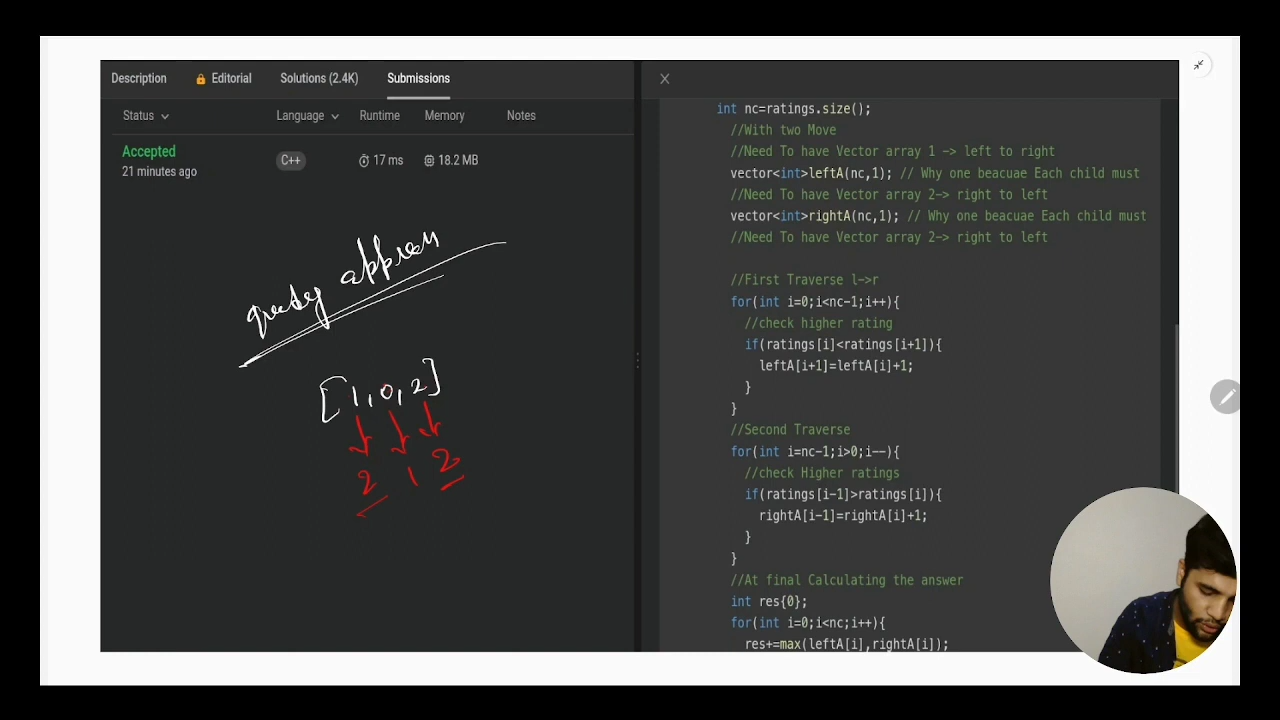 Description Editorial Solutions (2.4K) Submissions
Status Language Runtime Memory Notes
Accepted C++ 17 ms 18.2 MB
21 minutes ago
[1,0,2]
2 1 2
int nc=ratings.size();
//With two Move
//Need To have Vector array 1 -> left to right
vector<int>leftA(nc,1); // Why one beacuae Each child must
//Need To have Vector array 2-> right to left
vector<int>rightA(nc,1); // Why one beacuae Each child must
//Need To have Vector array 2-> right to left
//First Traverse l->r
for(int i=0;i<nc-1;i++){
//check higher rating
if(ratings[i]<ratings[i+1]){
leftA[i+1]=leftA[i]+1;
}
}
//Second Traverse
for(int i=nc-1;i>0;i--){
//check Higher ratings
if(ratings[i-1]>ratings[i]){
rightA[i-1]=rightA[i]+1;
}
}
//At final Calculating the answer
int res{0};
for(int i=0;i<nc;i++){
res+=max(leftA[i],rightA[i]);